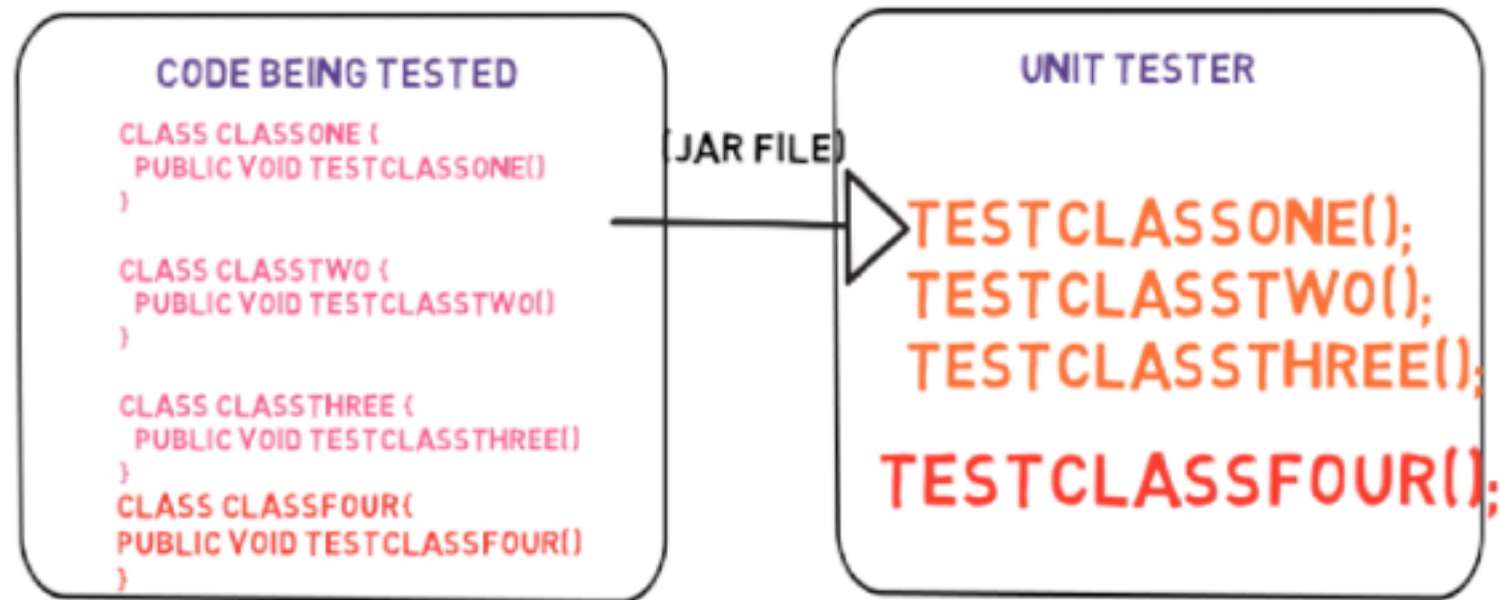 CODE BEING TESTED
CLASS CLASSONE {
PUBLIC VOID TESTCLASSONE()
}
CLASS CLASSTWO {
PUBLIC VOID TESTCLASSTWO()
}
CLASS CLASSTHREE {
PUBLIC VOID TESTCLASSTHREE()
}
CLASS CLASSFOUR{
PUBLIC VOID TESTCLASSFOUR()
}
(JAR FILE)
UNIT TESTER
TESTCLASSONE();
TESTCLASSTWO();
TESTCLASSTHREE();
TESTCLASSFOUR();